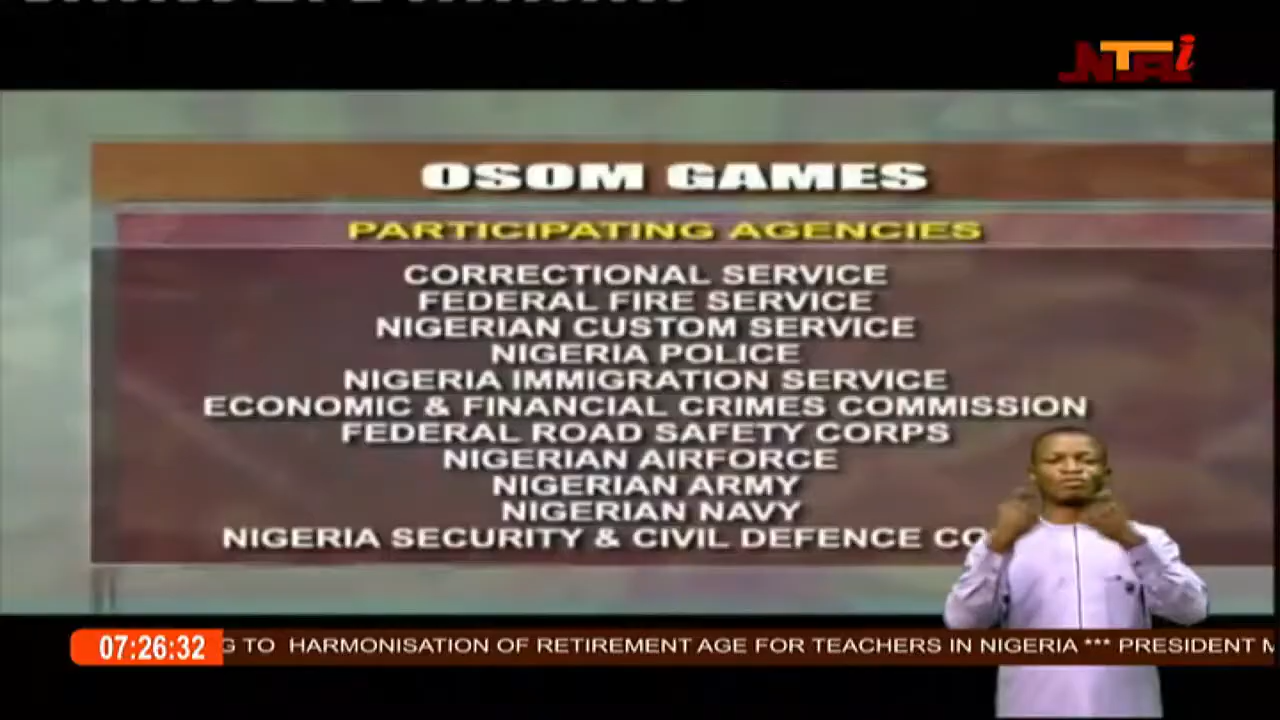 NTAi
OSOM GAMES
PARTICIPATING AGENCIES
CORRECTIONAL SERVICE
FEDERAL FIRE SERVICE
NIGERIAN CUSTOM SERVICE
NIGERIA POLICE
NIGERIA IMMIGRATION SERVICE
ECONOMIC & FINANCIAL CRIMES COMMISSION
FEDERAL ROAD SAFETY CORPS
NIGERIAN AIRFORCE
NIGERIAN ARMY
NIGERIAN NAVY
NIGERIA SECURITY & CIVIL DEFENCE CO
07:26:32 G TO HARMONISATION OF RETIREMENT AGE FOR TEACHERS IN NIGERIA *** PRESIDENT M